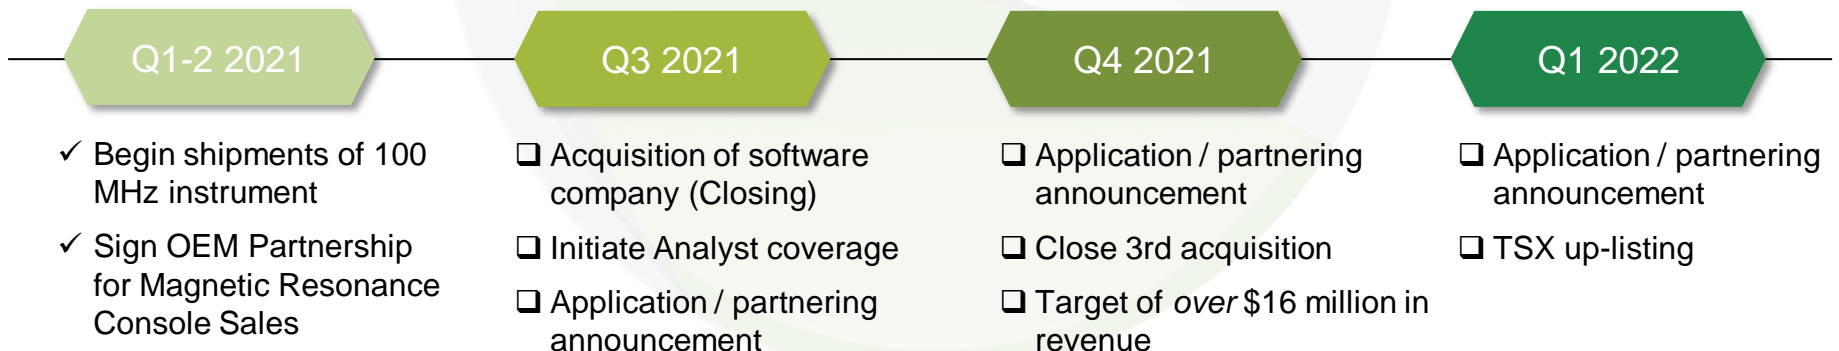 Q1-2 2021
Q3 2021
Q4 2021
Q1 2022
✓ Begin shipments of 100
MHz instrument
✓ Sign OEM Partnership
for Magnetic Resonance
Console Sales
❑ Acquisition of software
company (Closing)
❑ Initiate Analyst coverage
❑ Application / partnering
announcement
❑ Application / partnering
announcement
❑ Close 3rd acquisition
❑ Target of over $16 million in
revenue
❑ Application / partnering
announcement
❑ TSX up-listing